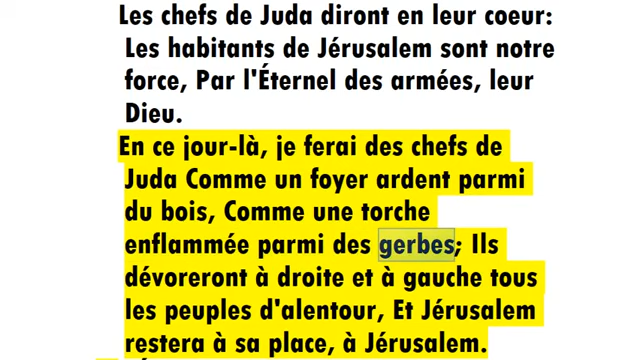 Les chefs de Juda diront en leur coeur:
Les habitants de Jérusalem sont notre
force, Par l'Éternel des armées, leur
Dieu.
En ce jour-là, je ferai des chefs de
Juda Comme un foyer ardent parmi
du bois, Comme une torche
enflammée parmi des gerbes; Ils
dévoreront à droite et à gauche tous
les peuples d'alentour, Et Jérusalem
restera à sa place, à Jérusalem.